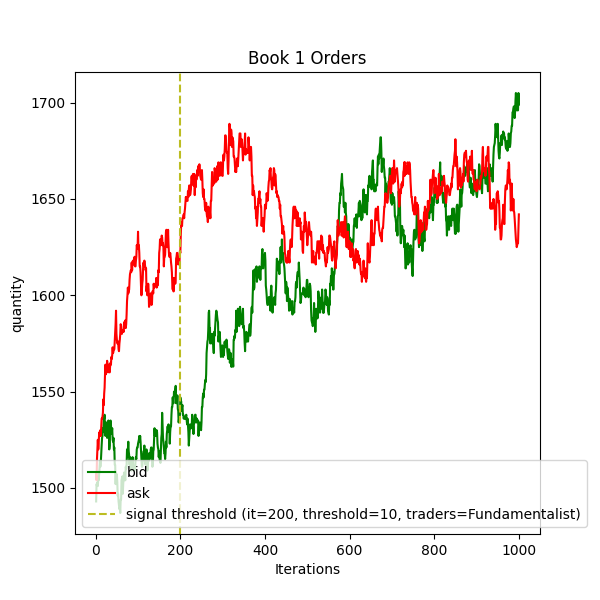 Book 1 Orders
1700
1650
1600
1550
1500
quantity
bid
ask
signal threshold (it=200, threshold=10, traders=Fundamentalist)
0 200 400 600 800 1000
Iterations